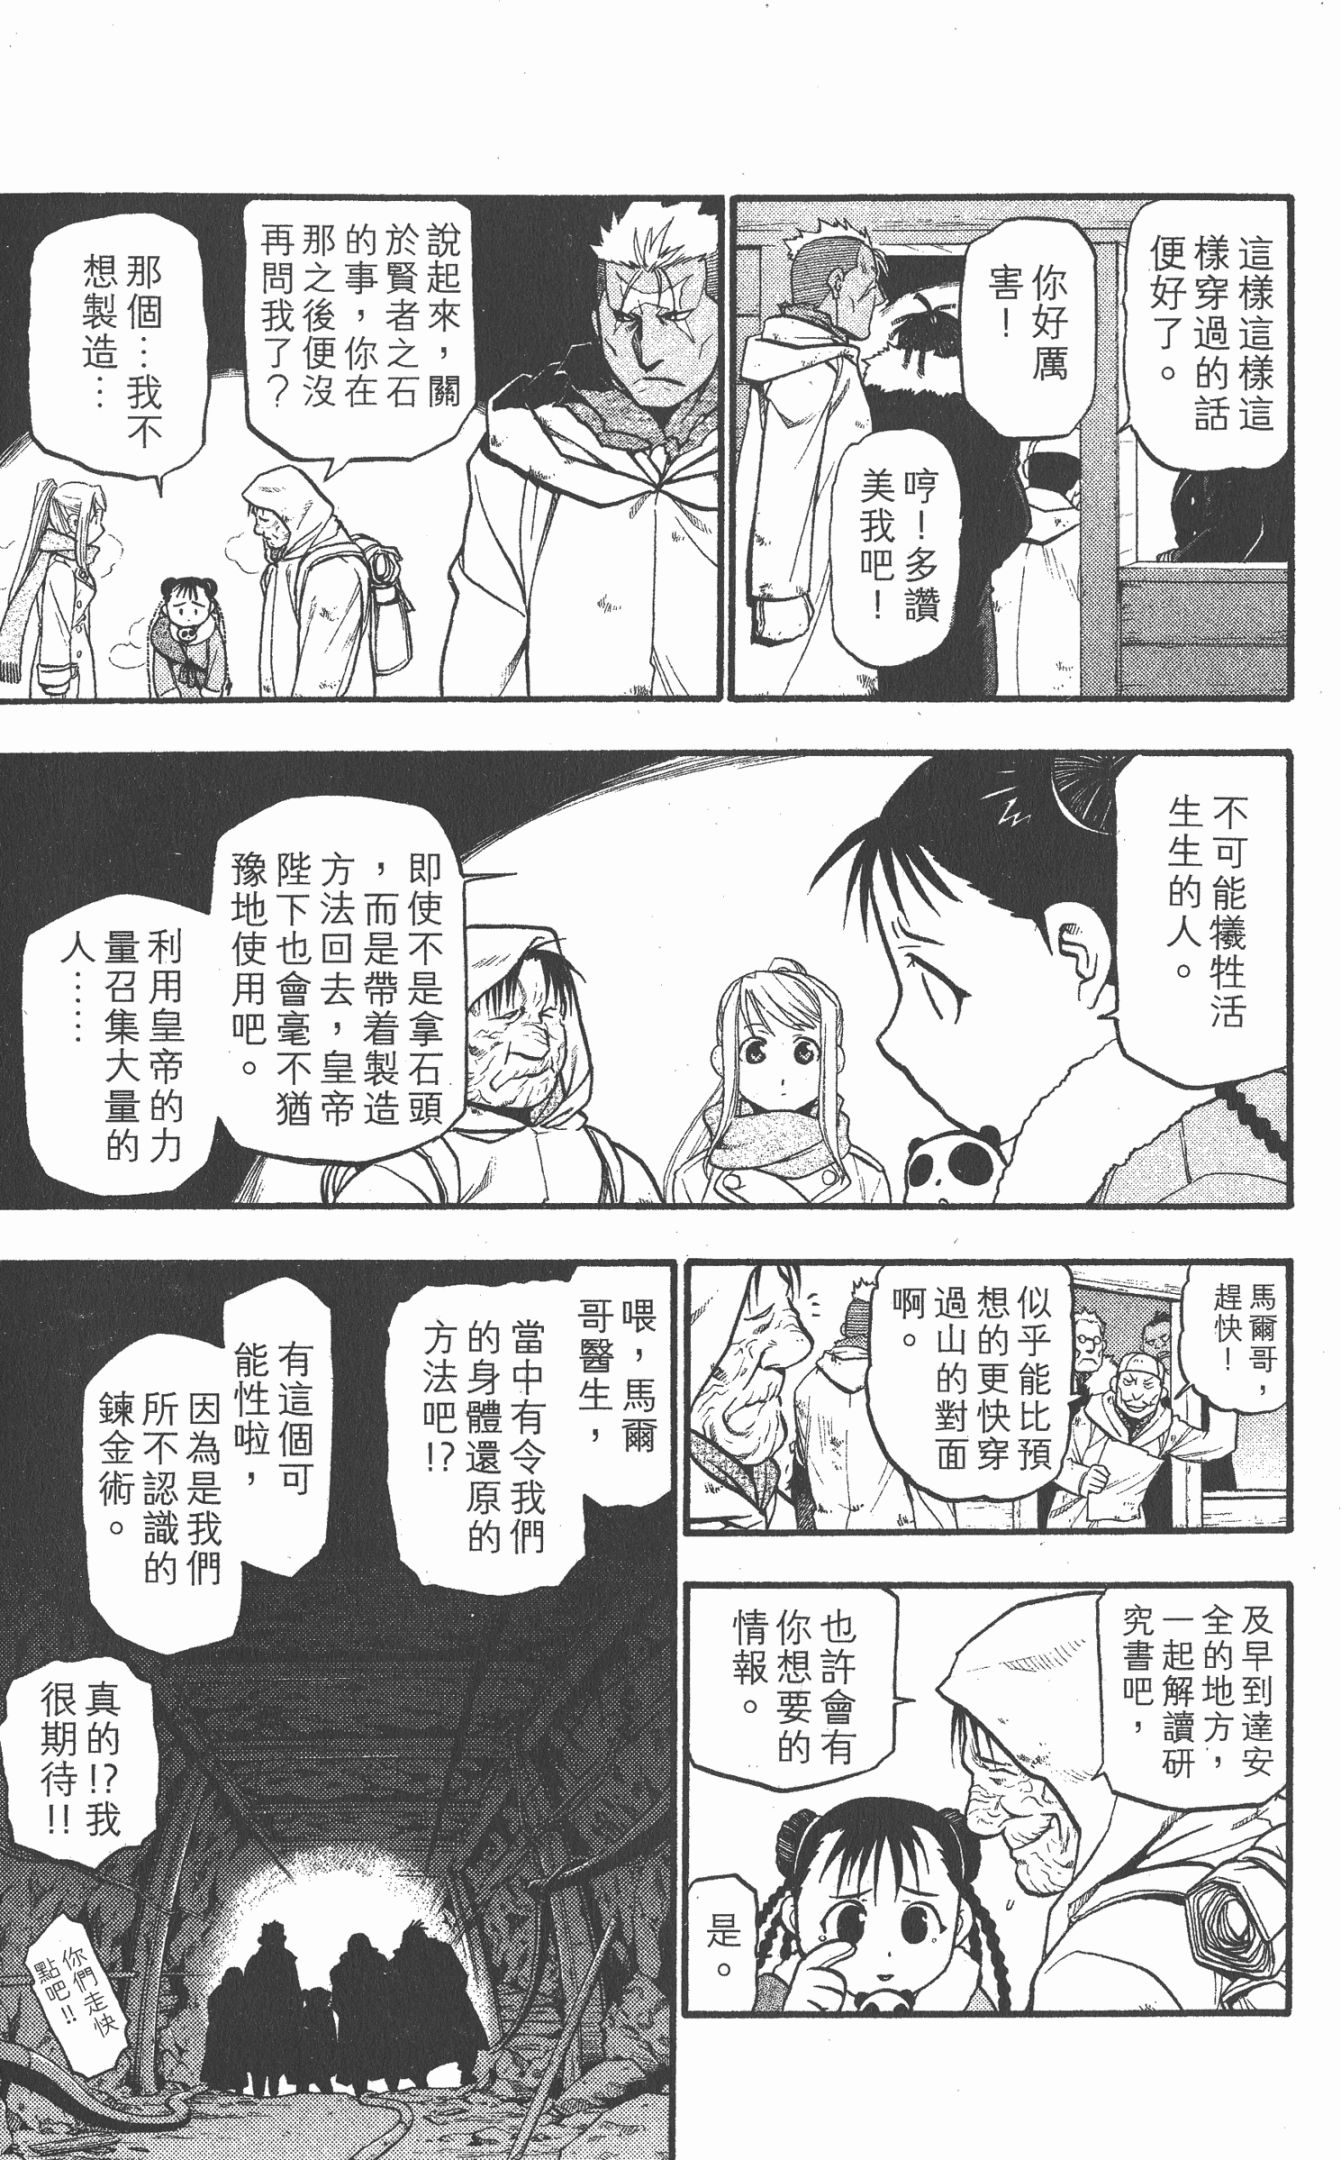 這樣這樣這
樣穿過的話
便好了。
你好厲
害！
哼！多讚
美我吧！
說起來，關
於賢者之石
的事，你在
那之後便沒
再問我了？
那個…我不
想製造…
不可能犧牲活
生生的人。
即使不是拿石頭
，而是帶着製造
方法回去，皇帝
陛下也會毫不猶
豫地使用吧。
利用皇帝的力
量召集大量的
人……
馬爾哥，
趕快！
似乎能比預
想的更快穿
過山的對面
啊。
及早到達安
全的地方，
一起解讀研
究書吧，
也許會有
你想要的
情報。
是。
喂，馬爾
哥醫生，
當中有令我們
的身體還原的
方法吧!?
有這個可
能性啦，
因為是我們
所不認識的
鍊金術。
真的!?我
很期待!!
你們走快
點吧!!